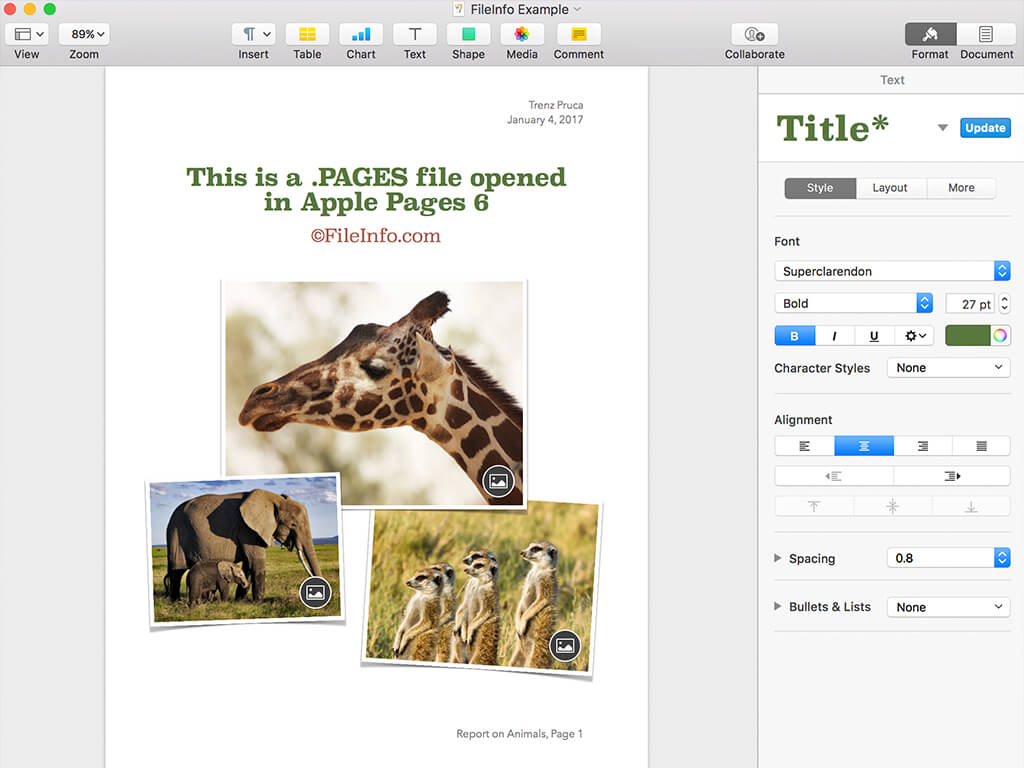 FileInfo Example
89%
View
Zoom
Insert
Table
Chart
Text
Shape
Media
Comment
Collaborate
Format
Document
Trenz Pruca
January 4, 2017
This is a .PAGES file opened
in Apple Pages 6
©FileInfo.com
Report on Animals, Page 1
Text
Title*
Update
Style
Layout
More
Font
Superclarendon
Bold
27 pt
B
I
U
Character Styles
None
Alignment
Spacing
0.8
Bullets & Lists
None